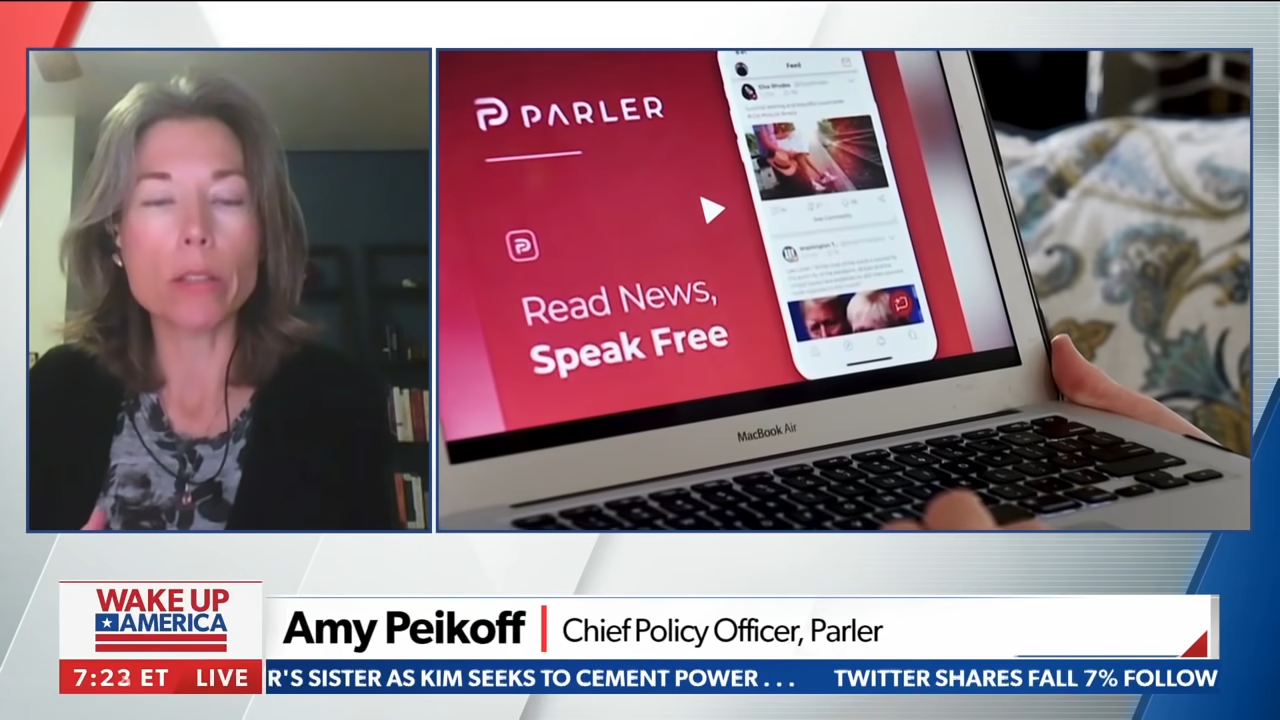 PARLER
Read News,
Speak Free
Feed
MacBook Air
WAKE UP
AMERICA
Amy Peikoff
Chief Policy Officer, Parler
7:23 ET LIVE
R'S SISTER AS KIM SEEKS TO CEMENT POWER . . . TWITTER SHARES FALL 7% FOLLOW